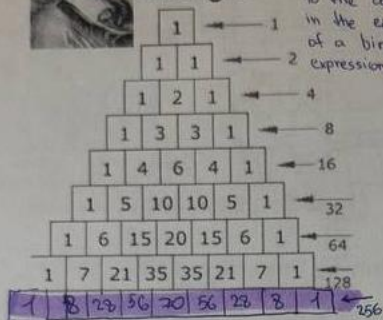 in the
1 1
of a
1 1 2 expression
1 2 1 4
1 3 3 1 8
1 4 6 4 1 16
1 5 10 10 5 1 32
1 6 15 20 15 6 1 64
1 7 21 35 35 21 7 1 128
1 8 28 56 70 56 28 8 1 256